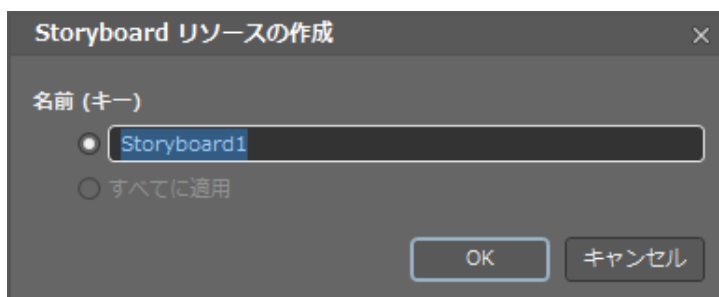 Storyboard リソースの作成
名前 (キー)
Storyboard1
すべてに適用
OK
キャンセル